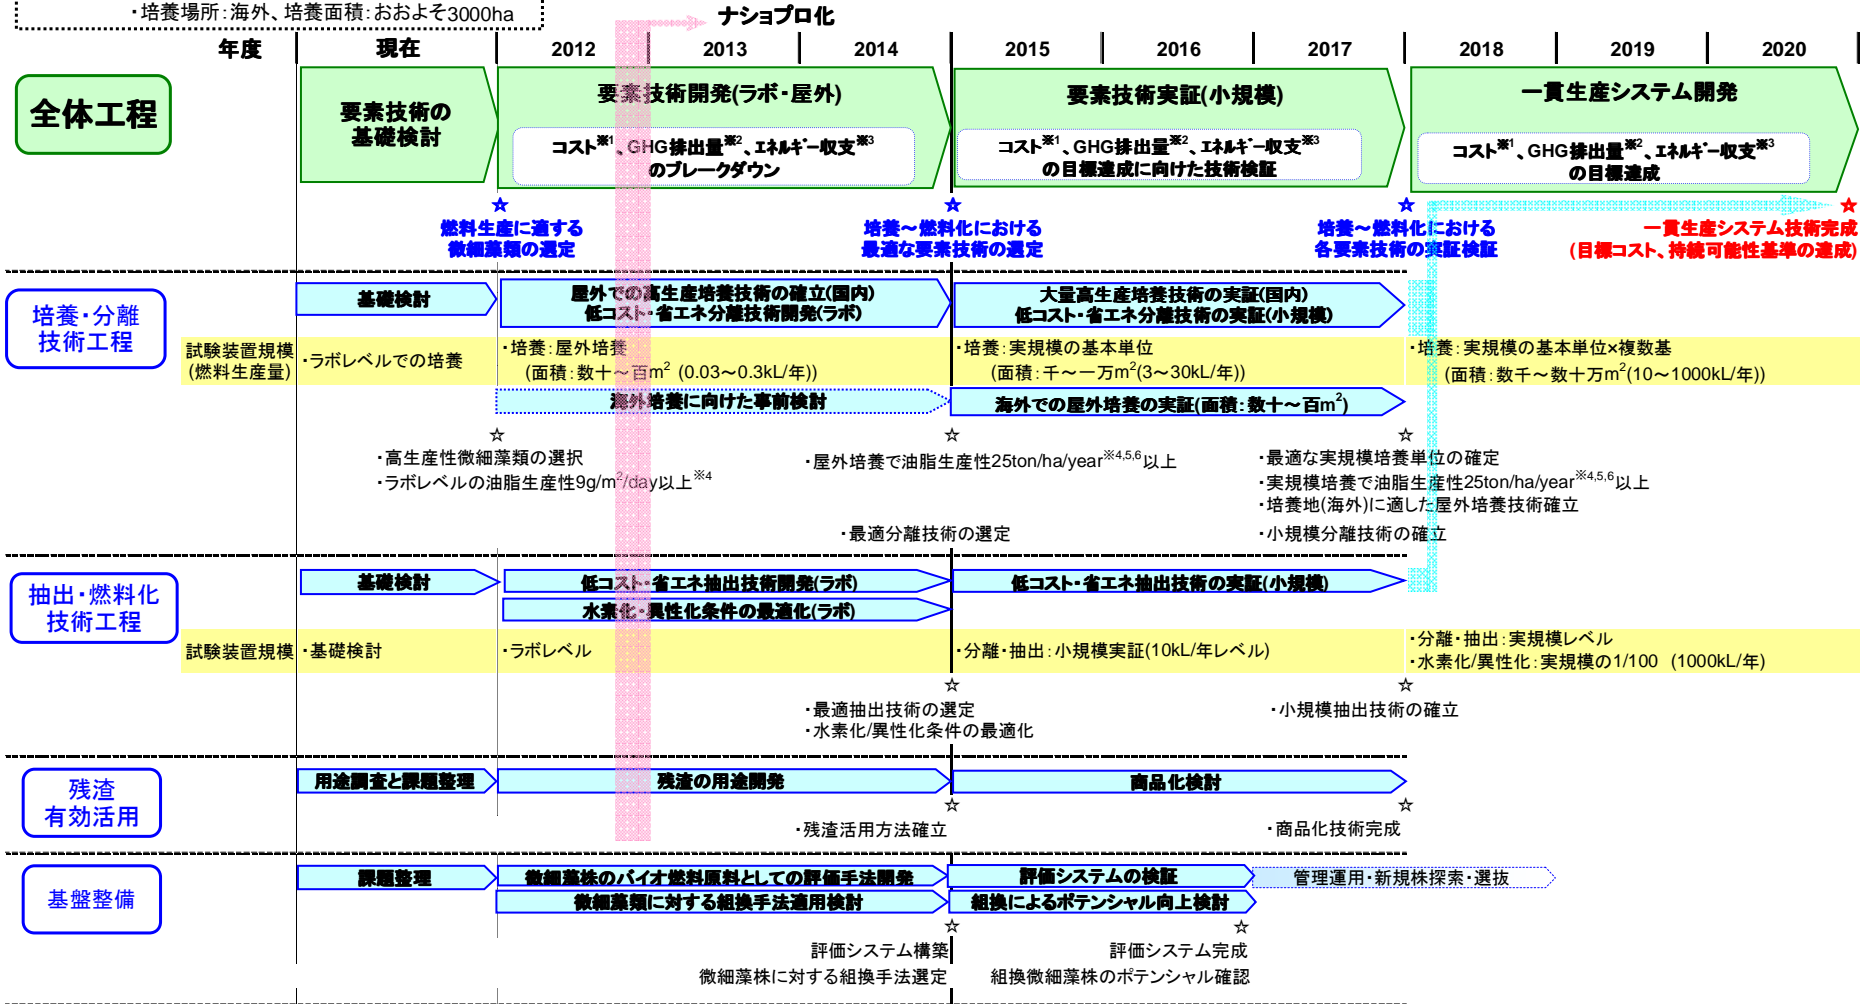 ・培養場所：海外、培養面積：おおよそ3000ha
ナショプロ化
年度 現在 2012 2013 2014 2015 2016 2017 2018 2019 2020
全体工程
要素技術の
基礎検討
要素技術開発(ラボ・屋外)
コスト※1、GHG排出量※2、エネルギー収支※3
のブレークダウン
要素技術実証(小規模)
コスト※1、GHG排出量※2、エネルギー収支※3
の目標達成に向けた技術検証
一貫生産システム開発
コスト※1、GHG排出量※2、エネルギー収支※3
の目標達成
☆
燃料生産に適する
微細藻類の選定
☆
培養～燃料化における
最適な要素技術の選定
☆
培養～燃料化における
各要素技術の実証検証
☆
一貫生産システム技術完成
(目標コスト、持続可能性基準の達成)
培養・分離
技術工程
基礎検討
屋外での高生産培養技術の確立(国内)
低コスト・省エネ分離技術開発(ラボ)
大量高生産培養技術の実証(国内)
低コスト・省エネ分離技術の実証(小規模)
試験装置規模
(燃料生産量)
・ラボレベルでの培養
・培養：屋外培養
(面積：数十～百m² (0.03～0.3kL/年))
・培養：実規模の基本単位
(面積：千～一万m²(3～30kL/年))
・培養：実規模の基本単位×複数基
(面積：数千～数十万m²(10～1000kL/年))
海外培養に向けた事前検討
海外での屋外培養の実証(面積：数十～百m²)
☆ ☆ ☆
・高生産性微細藻類の選択
・ラボレベルの油脂生産性9g/m²/day以上※4
・屋外培養で油脂生産性25ton/ha/year※4,5,6以上
・最適な実規模培養単位の確定
・実規模培養で油脂生産性25ton/ha/year※4,5,6以上
・培養地(海外)に適した屋外培養技術確立
・最適分離技術の選定
・小規模分離技術の確立
抽出・燃料化
技術工程
基礎検討
低コスト・省エネ抽出技術開発(ラボ)
低コスト・省エネ抽出技術の実証(小規模)
水素化・異性化条件の最適化(ラボ)
試験装置規模
・基礎検討
・ラボレベル
・分離・抽出：小規模実証(10kL/年レベル)
・分離・抽出：実規模レベル
・水素化/異性化：実規模の1/100 (1000kL/年)
☆ ☆
・最適抽出技術の選定
・水素化/異性化条件の最適化
・小規模抽出技術の確立
残渣
有効活用
用途調査と課題整理
残渣の用途開発
商品化検討
☆ ☆
・残渣活用方法確立
・商品化技術完成
基盤整備
課題整理
微細藻株のバイオ燃料原料としての評価手法開発
評価システムの検証
管理運用・新規株探索・選抜
微細藻類に対する組換手法適用検討
組換によるポテンシャル向上検討
☆ ☆
評価システム構築
微細藻株に対する組換手法選定
評価システム完成
組換微細藻株のポテンシャル確認